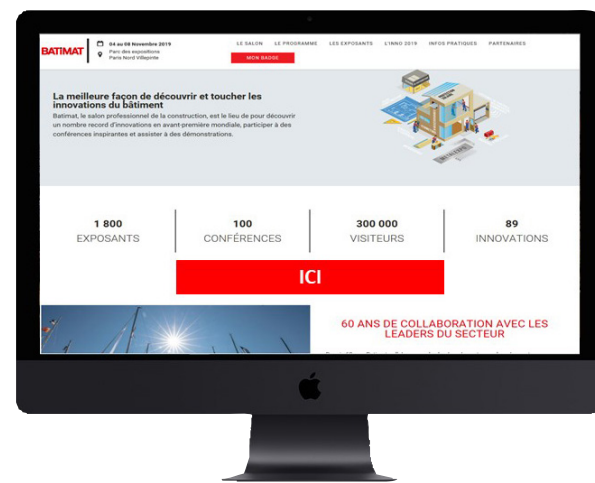 BATIMAT
04 au 08 Novembre 2019
Parc des expositions
Paris Nord Villepinte
LE SALON LE PROGRAMME LES EXPOSANTS L'INNO 2019 INFOS PRATIQUES PARTENAIRES
MON BADGE
La meilleure façon de découvrir et toucher les
innovations du bâtiment
Batimat, le salon professionnel de la construction, est le lieu de pour découvrir
un nombre record d'innovations en avant-première mondiale, participer à des
conférences inspirantes et assister à des démonstrations.
1 800
EXPOSANTS
100
CONFÉRENCES
300 000
VISITEURS
89
INNOVATIONS
ICI
60 ANS DE COLLABORATION AVEC LES
LEADERS DU SECTEUR